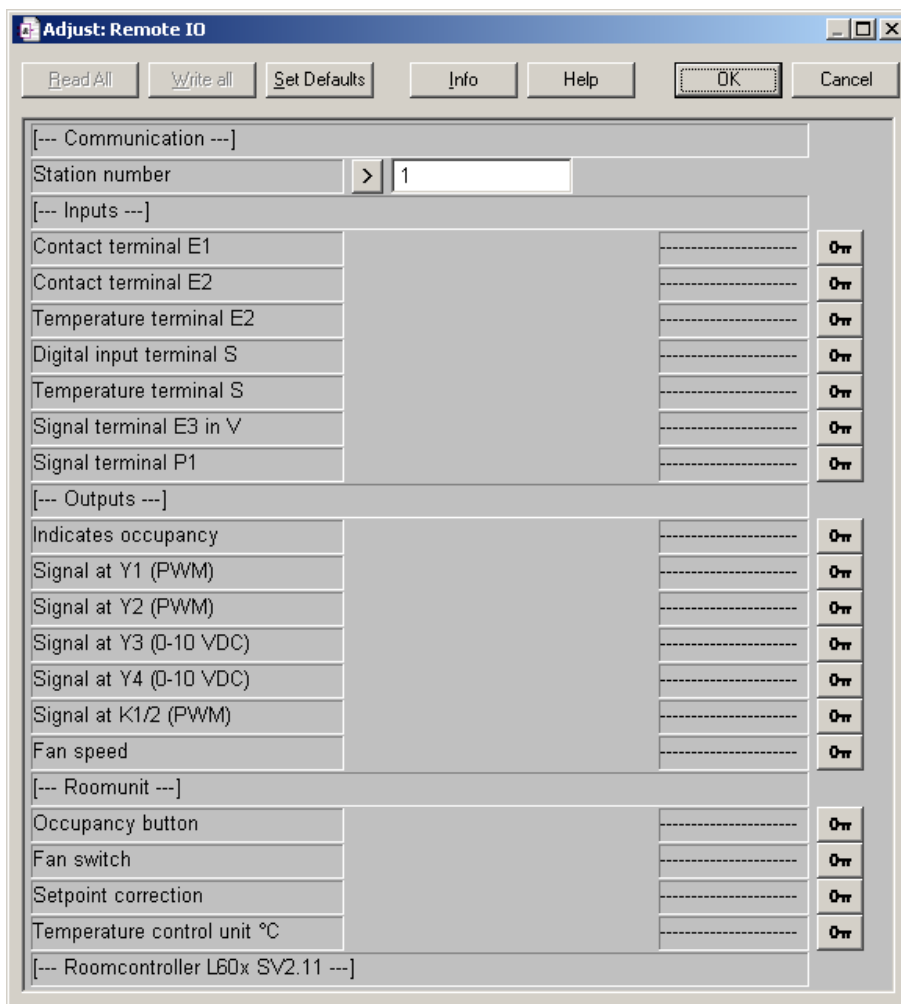 Adjust: Remote IO
Read All Write all Set Defaults Info Help OK Cancel
[--- Communication ---]
Station number > 1
[--- Inputs ---]
Contact terminal E1 ----------------------
Contact terminal E2 ----------------------
Temperature terminal E2 ----------------------
Digital input terminal S ----------------------
Temperature terminal S ----------------------
Signal terminal E3 in V ----------------------
Signal terminal P1 ----------------------
[--- Outputs ---]
Indicates occupancy ----------------------
Signal at Y1 (PWM) ----------------------
Signal at Y2 (PWM) ----------------------
Signal at Y3 (0-10 VDC) ----------------------
Signal at Y4 (0-10 VDC) ----------------------
Signal at K1/2 (PWM) ----------------------
Fan speed ----------------------
[--- Roomunit ---]
Occupancy button ----------------------
Fan switch ----------------------
Setpoint correction ----------------------
Temperature control unit °C ----------------------
[--- Roomcontroller L60x SV2.11 ---]